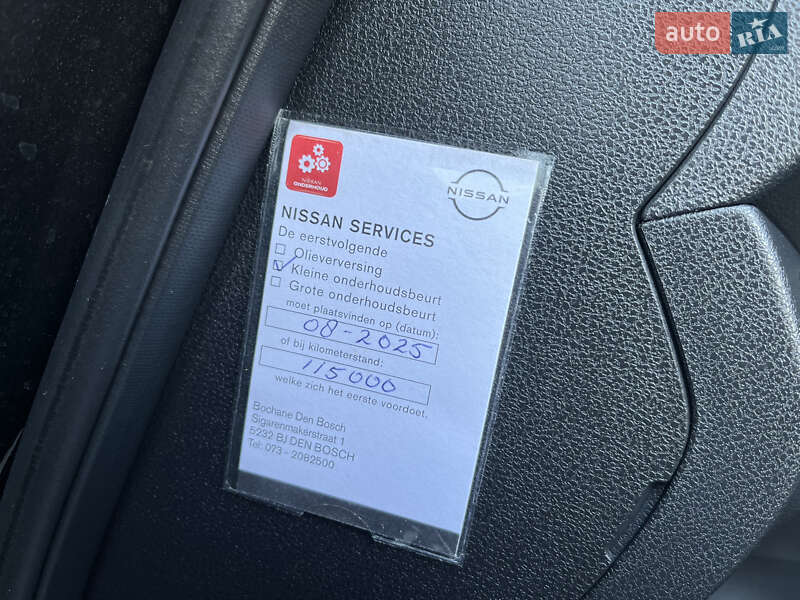 auto RIA
NISSAN
ONDERHOUD
NISSAN
NISSAN SERVICES
De eerstvolgende
Olieverversing
Kleine onderhoudsbeurt
Grote onderhoudsbeurt
moet plaatsvinden op (datum):
08-2025
of bij kilometerstand:
115000
welke zich het eerste voordoet.
Bochane Den Bosch
Sigarenmakerstraat 1
5232 BJ DEN BOSCH
Tel: 073 - 2082500